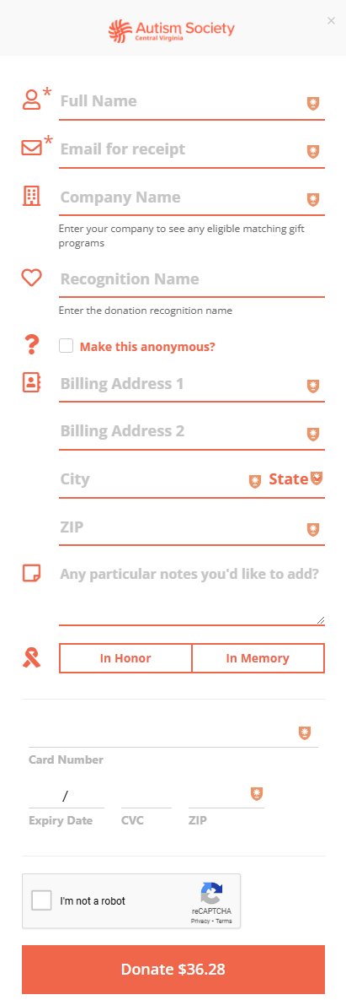 Autism Society
Central Virginia
×
* Full Name
* Email for receipt
Company Name
Enter your company to see any eligible matching gift
programs
Recognition Name
Enter the donation recognition name
? Make this anonymous?
Billing Address 1
Billing Address 2
City State
ZIP
Any particular notes you'd like to add?
In Honor In Memory
Card Number
/
Expiry Date CVC ZIP
I'm not a robot
reCAPTCHA
Privacy - Terms
Donate $36.28